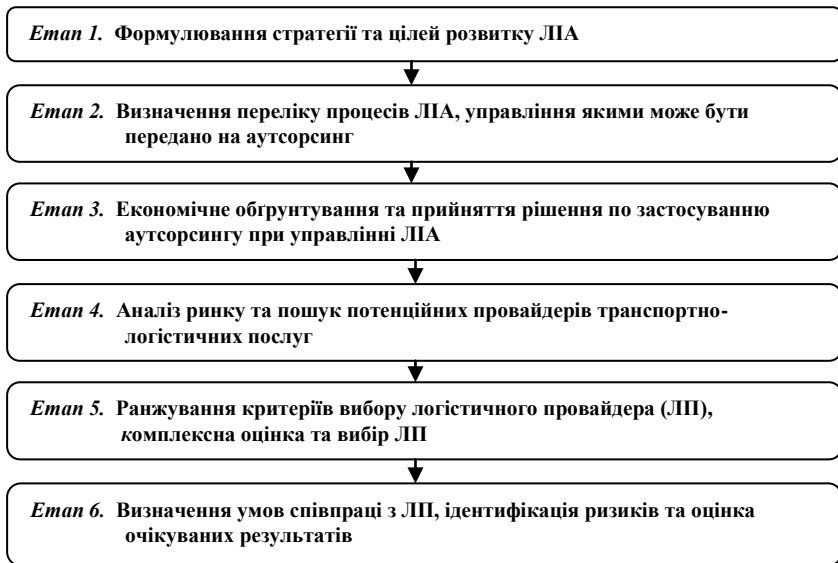 Етап 1. Формулювання стратегії та цілей розвитку ЛІА
Етап 2. Визначення переліку процесів ЛІА, управління якими може бути
передано на аутсорсинг
Етап 3. Економічне обґрунтування та прийняття рішення по застосуванню
аутсорсингу при управлінні ЛІА
Етап 4. Аналіз ринку та пошук потенційних провайдерів транспортно-
логістичних послуг
Етап 5. Ранжування критеріїв вибору логістичного провайдера (ЛП),
комплексна оцінка та вибір ЛП
Етап 6. Визначення умов співпраці з ЛП, ідентифікація ризиків та оцінка
очікуваних результатів